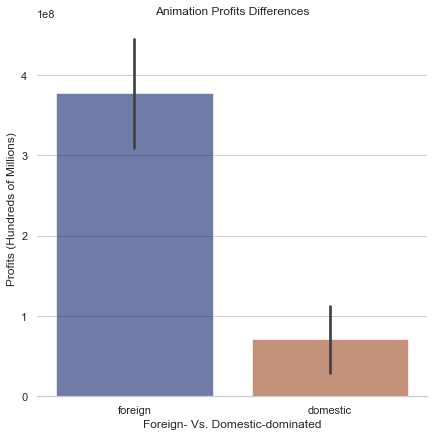 Animation Profits Differences
1e8
4
3
2
1
0
Profits (Hundreds of Millions)
foreign domestic
Foreign- Vs. Domestic-dominated